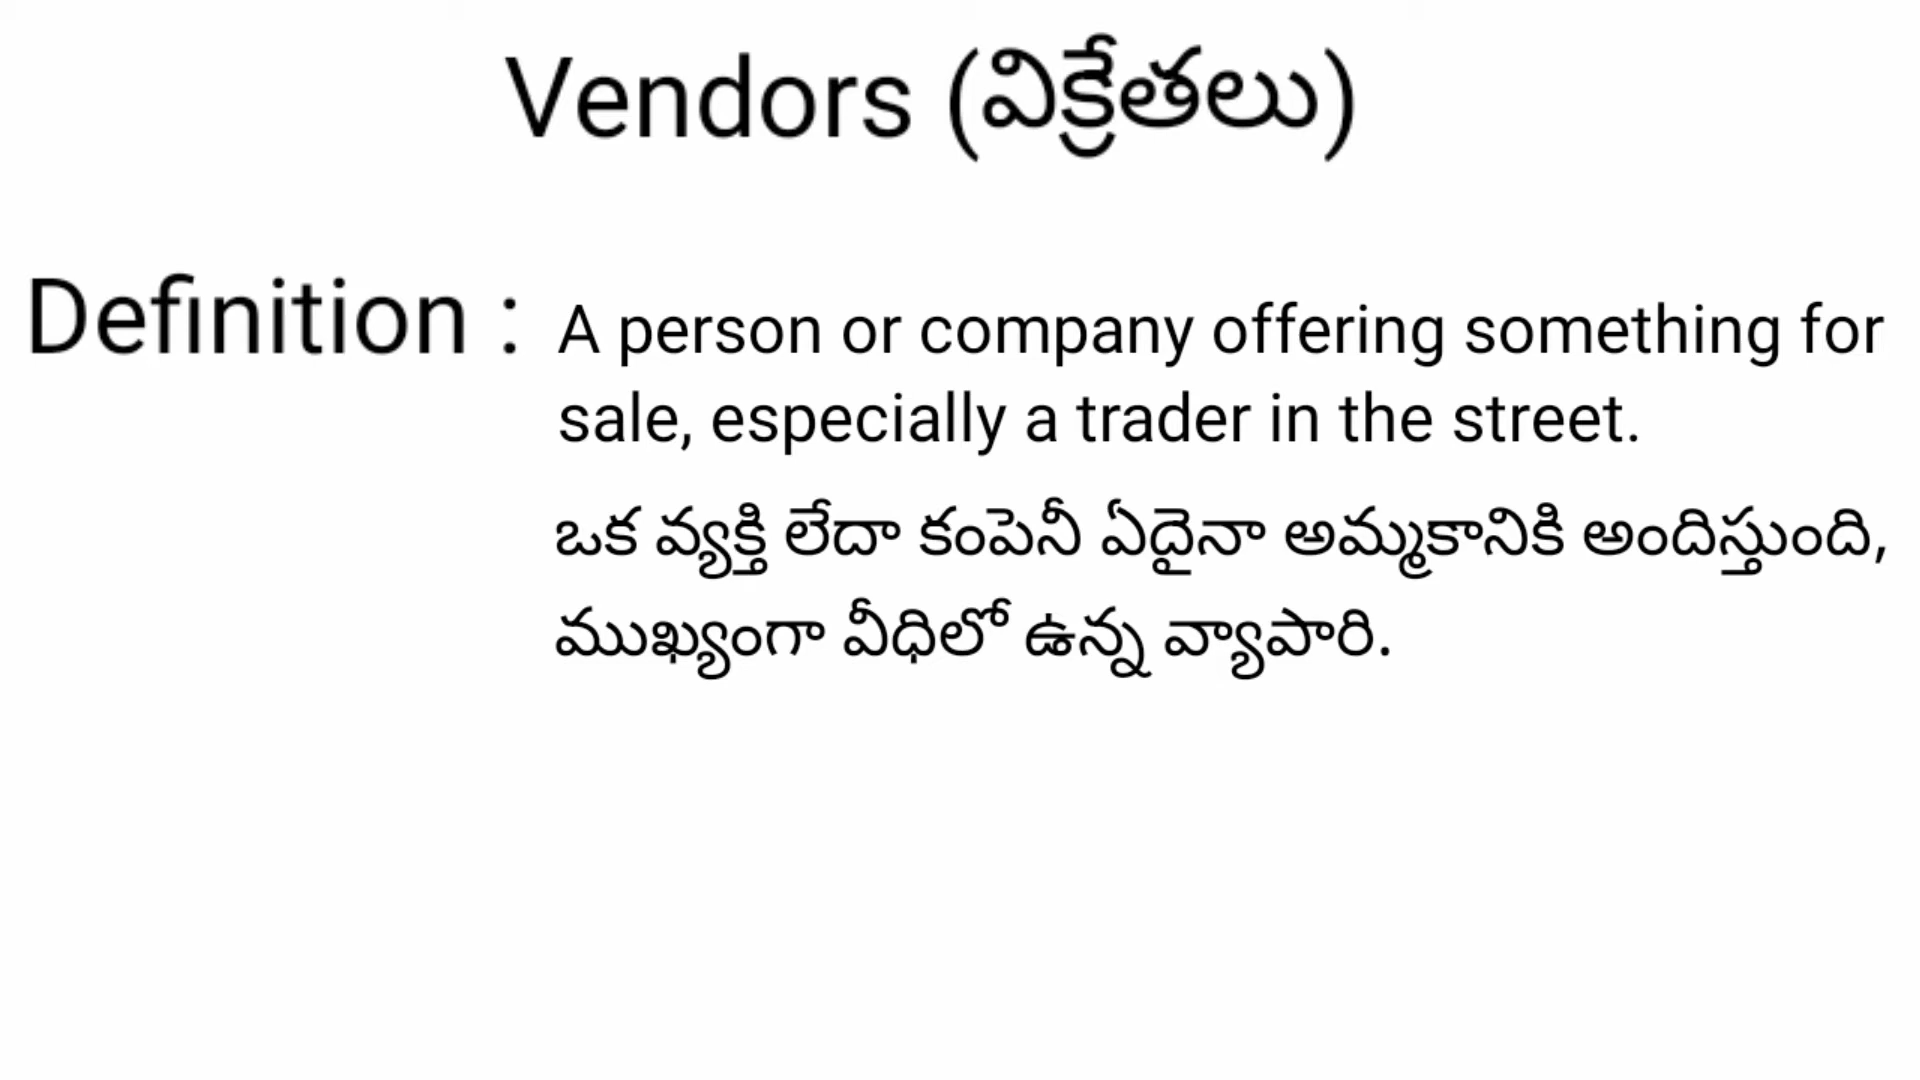 Vendors (విక్రేతలు)
Definition : A person or company offering something for
sale, especially a trader in the street.
ఒక వ్యక్తి లేదా కంపెనీ ఏదైనా అమ్మకానికి అందిస్తుంది,
ముఖ్యంగా వీధిలో ఉన్న వ్యాపారి.